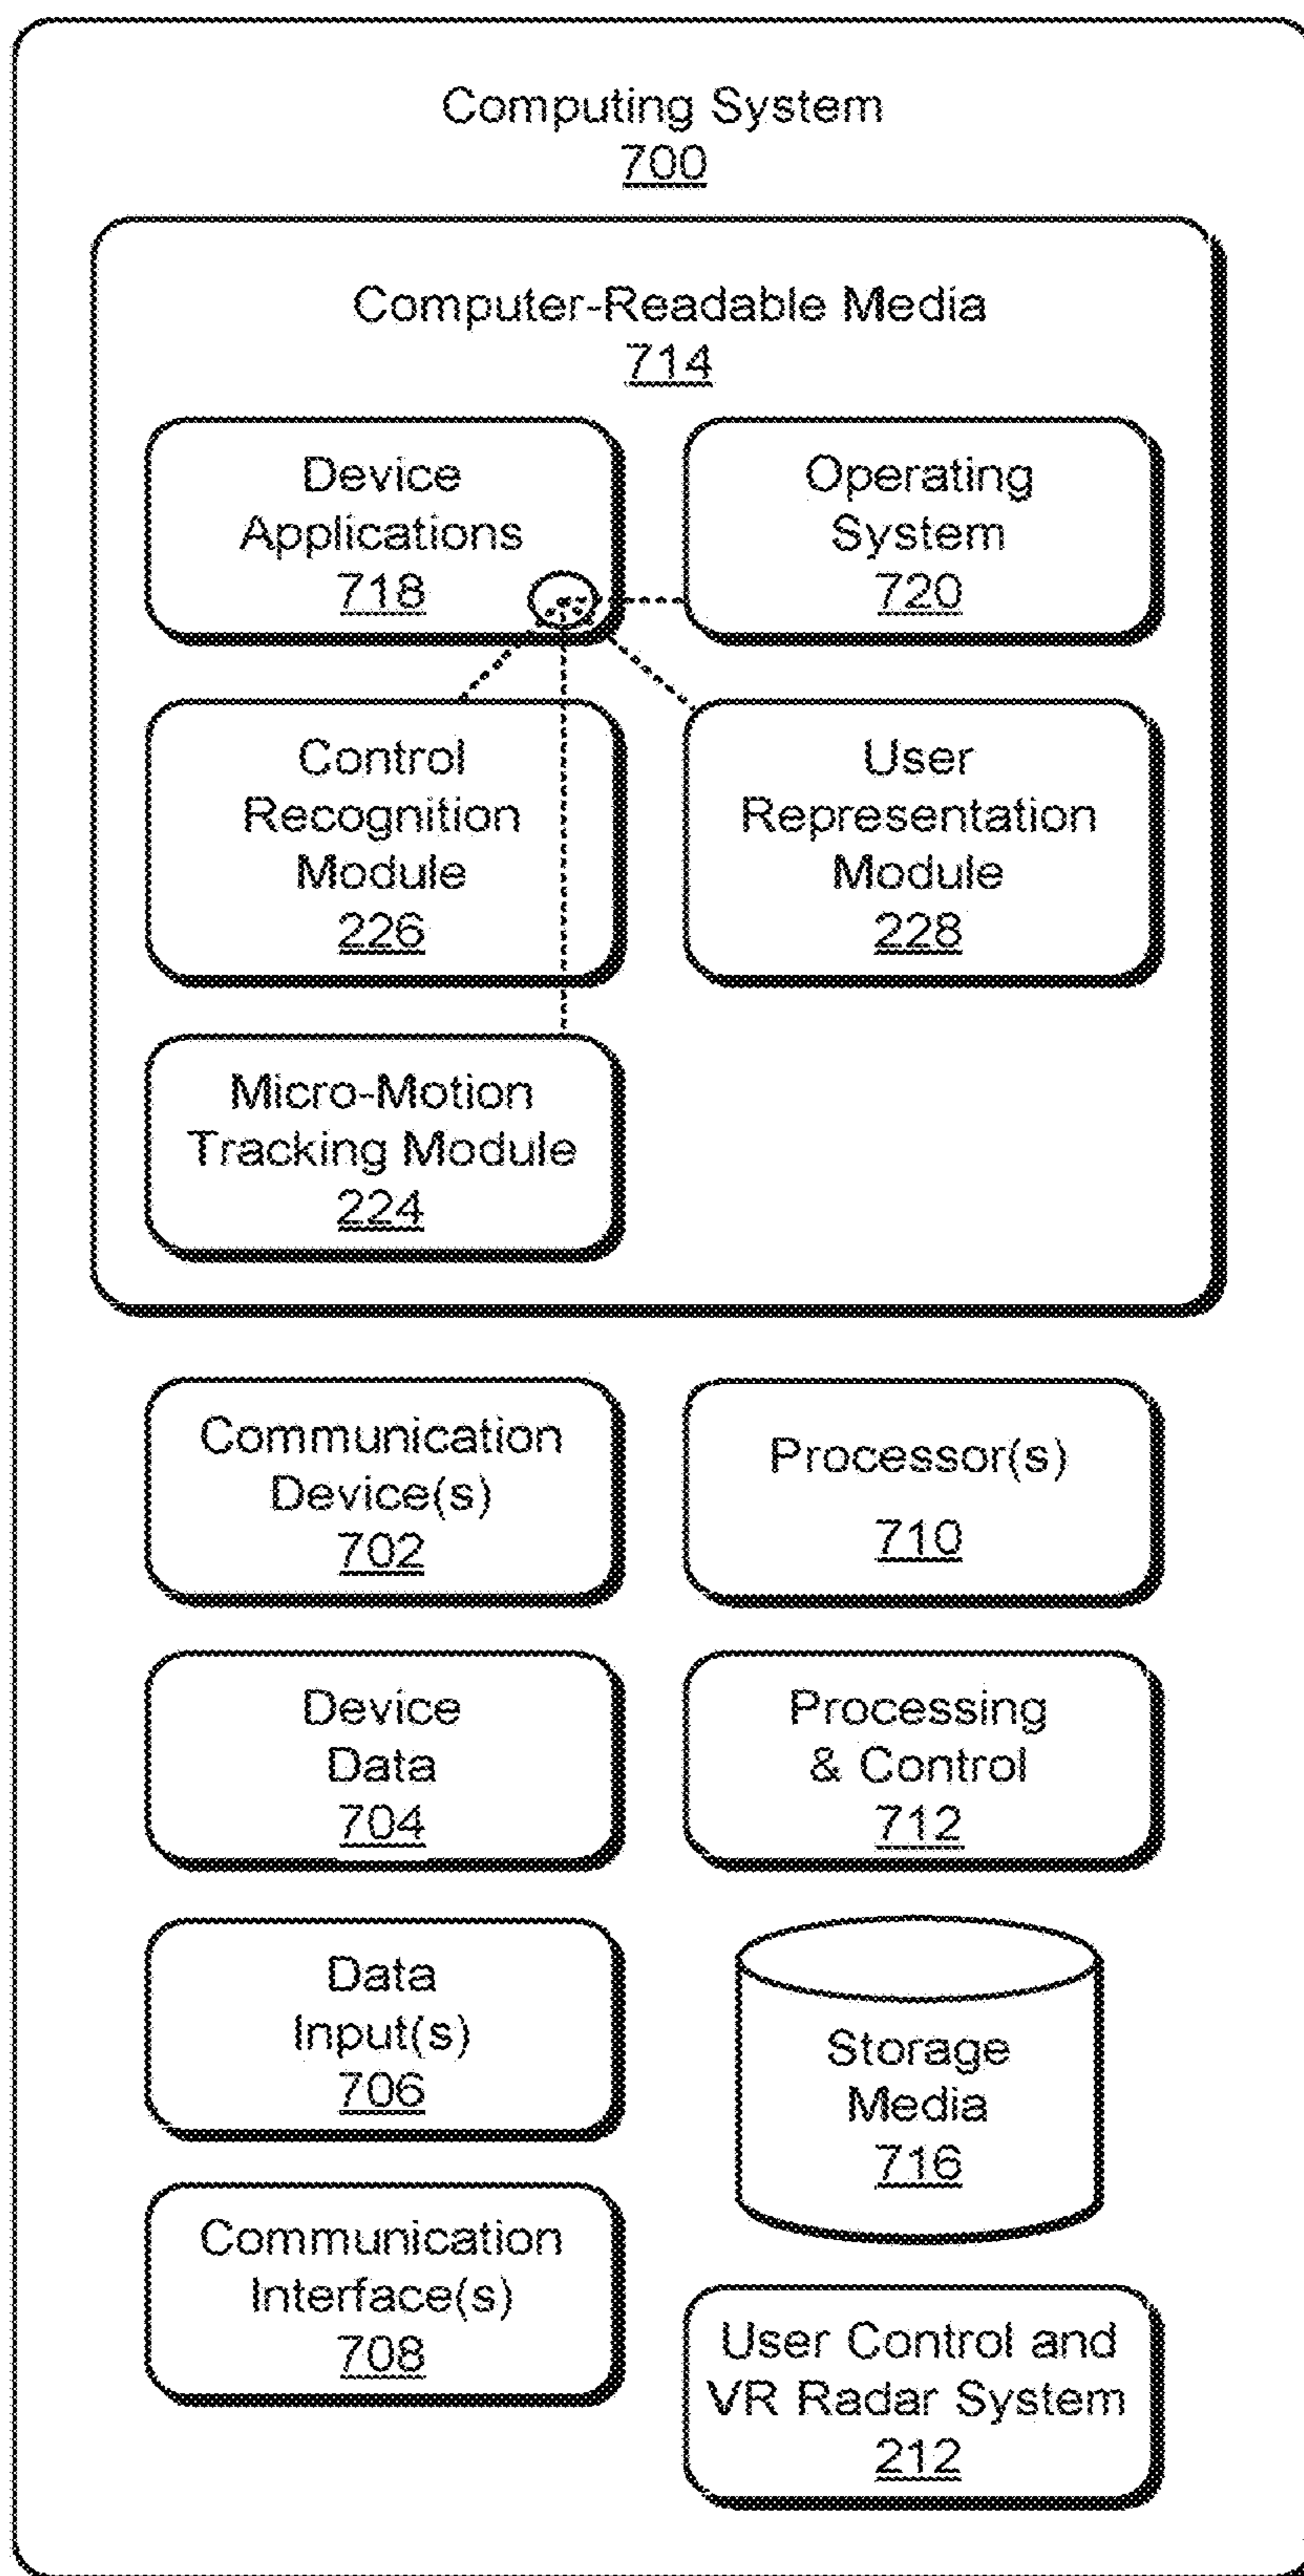 Computing System
700
Computer-Readable Media
714
Device
Applications
718
Operating
System
720
Control
Recognition
Module
226
User
Representation
Module
228
Micro-Motion
Tracking Module
224
Communication
Device(s)
702
Processor(s)
710
Device
Data
704
Processing
& Control
712
Data
Input(s)
706
Storage
Media
716
Communication
Interface(s)
708
User Control and
VR Radar System
212